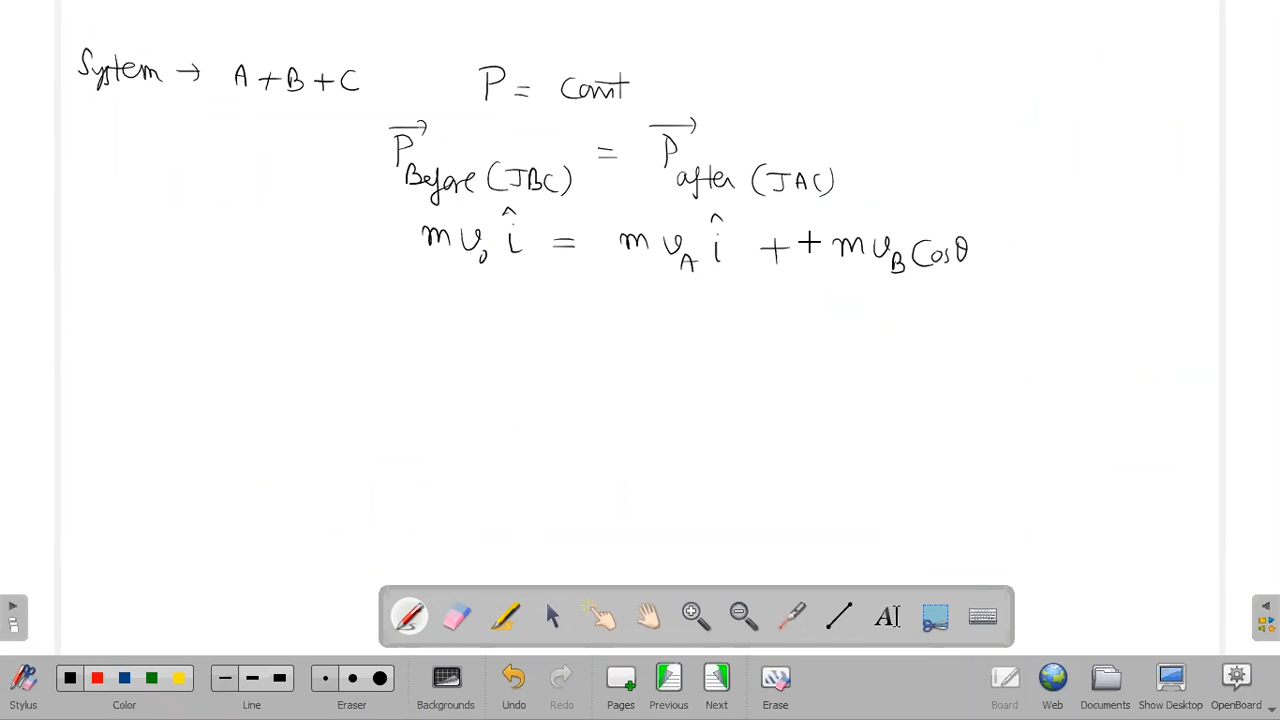 System → A + B + C P = const
P⃗ Before (JBC) = P⃗ after (JAC)
m v₀ î = m v_A î + + m v_B Cosθ
Stylus Color Line Eraser Backgrounds Undo Redo Pages Previous Next Erase Board Web Documents Show Desktop OpenBoard